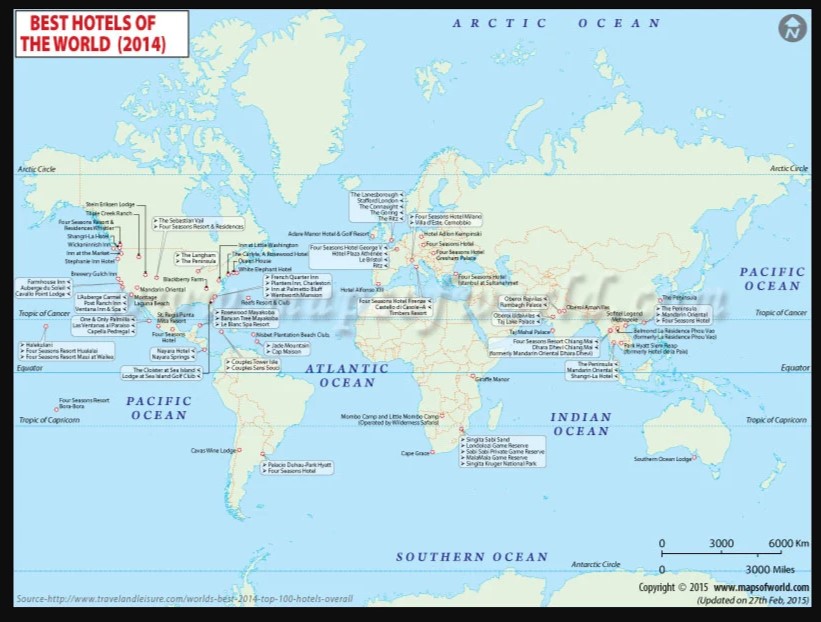 BEST HOTELS OF
THE WORLD (2014)
ARCTIC OCEAN
N
Arctic Circle
Arctic Circle
Stein Eriksen Lodge
Triple Creek Ranch
Four Seasons Resort &
Shangri-La Hotel
Wickaninnish Inn
Inn at the Market
Stephanie Inn Hotel
Brewery Gulch Inn
Farmhouse Inn
Auberge du Soleil
Cavallo Point Lodge
L'Auberge Carmel
Post Ranch Inn
Ventana Inn & Spa
One & Only Palmilla
Las Ventanas al Paraiso
Capella Pedregal
Mandarin Oriental
Montage
Laguna Beach
The Sebastian Vail
Four Seasons Resort & Residences
The Langham
The Peninsula
Blackberry Farm
Inn at Little Washington
The Carlyle, A Rosewood Hotel
Ocean House
White Elephant Hotel
French Quarter Inn
Planters Inn, Charleston
Inn at Palmetto Bluff
Wentworth Mansion
Reefs Resort & Club
Rosewood Mayakoba
Banyan Tree Mayakoba
Le Blanc Spa Resort
St. Regis Punta
Mita Resort
Four Seasons
Hotel
Nisbet Plantation Beach Club
Jade Mountain
Cap Maison
Nayara Hotel
Nayara Springs
Couples Tower Isle
Couples Sans Souci
The Cloister at Sea Island
Lodge at Sea Island Golf Club
Halekulani
Four Seasons Resort Hualalai
Four Seasons Resort Maui at Wailea
Four Seasons Resort
Bora-Bora
Cavas Wine Lodge
Palacio Duhau-Park Hyatt
Four Seasons Hotel
The Lanesborough
Stafford London
The Connaught
The Goring
The Ritz
Adare Manor Hotel & Golf Resort
Four Seasons Hotel George V
Hôtel Plaza Athénée
Le Bristol
Ritz
Four Seasons Hotel Milano
Villa d'Este, Cernobbio
Hotel Adlon Kempinski
Four Seasons Hotel
Four Seasons Hotel
Gresham Palace
Four Seasons Hotel
Istanbul at Sultanahmet
Hotel Alfonso XIII
Four Seasons Hotel Firenze
Castello di Casole–A
Timbers Resort
Oberoi Rajvilas
Rambagh Palace
Oberoi Udaivilas
Taj Lake Palace
Oberoi Amarvilas
Taj Mahal Palace
Sofitel Legend
Metropole
The Peninsula
The Peninsula
Mandarin Oriental
Four Seasons Hotel
Belmond La Résidence Phou Vao
(formerly La Résidence Phou Vao)
Four Seasons Resort Chiang Mai
Dhara Dhevi Chiang Mai
(formerly Mandarin Oriental Dhara Dhevi)
Park Hyatt Siam Reap
(formerly Hotel de la Paix)
The Peninsula
Mandarin Oriental
Shangri-La Hotel
Giraffe Manor
Mombo Camp and Little Mombo Camp
(Operated by Wilderness Safaris)
Cape Grace
Singita Sabi Sand
Londolozi Game Reserve
Sabi Sabi Private Game Reserve
MalaMala Game Reserve
Singita Kruger National Park
Southern Ocean Lodge
PACIFIC
OCEAN
Tropic of Cancer
Tropic of Cancer
Equator
Equator
ATLANTIC
OCEAN
PACIFIC
OCEAN
INDIAN
OCEAN
Tropic of Capricorn
Tropic of Capricorn
SOUTHERN OCEAN
Antarctic Circle
0 3000 6000 Km
0 3000 Miles
Copyright © 2015 www.mapsofworld.com
(Updated on 27th Feb, 2015)
Source-http://www.travelandleisure.com/worlds-best-2014-top-100-hotels-overall